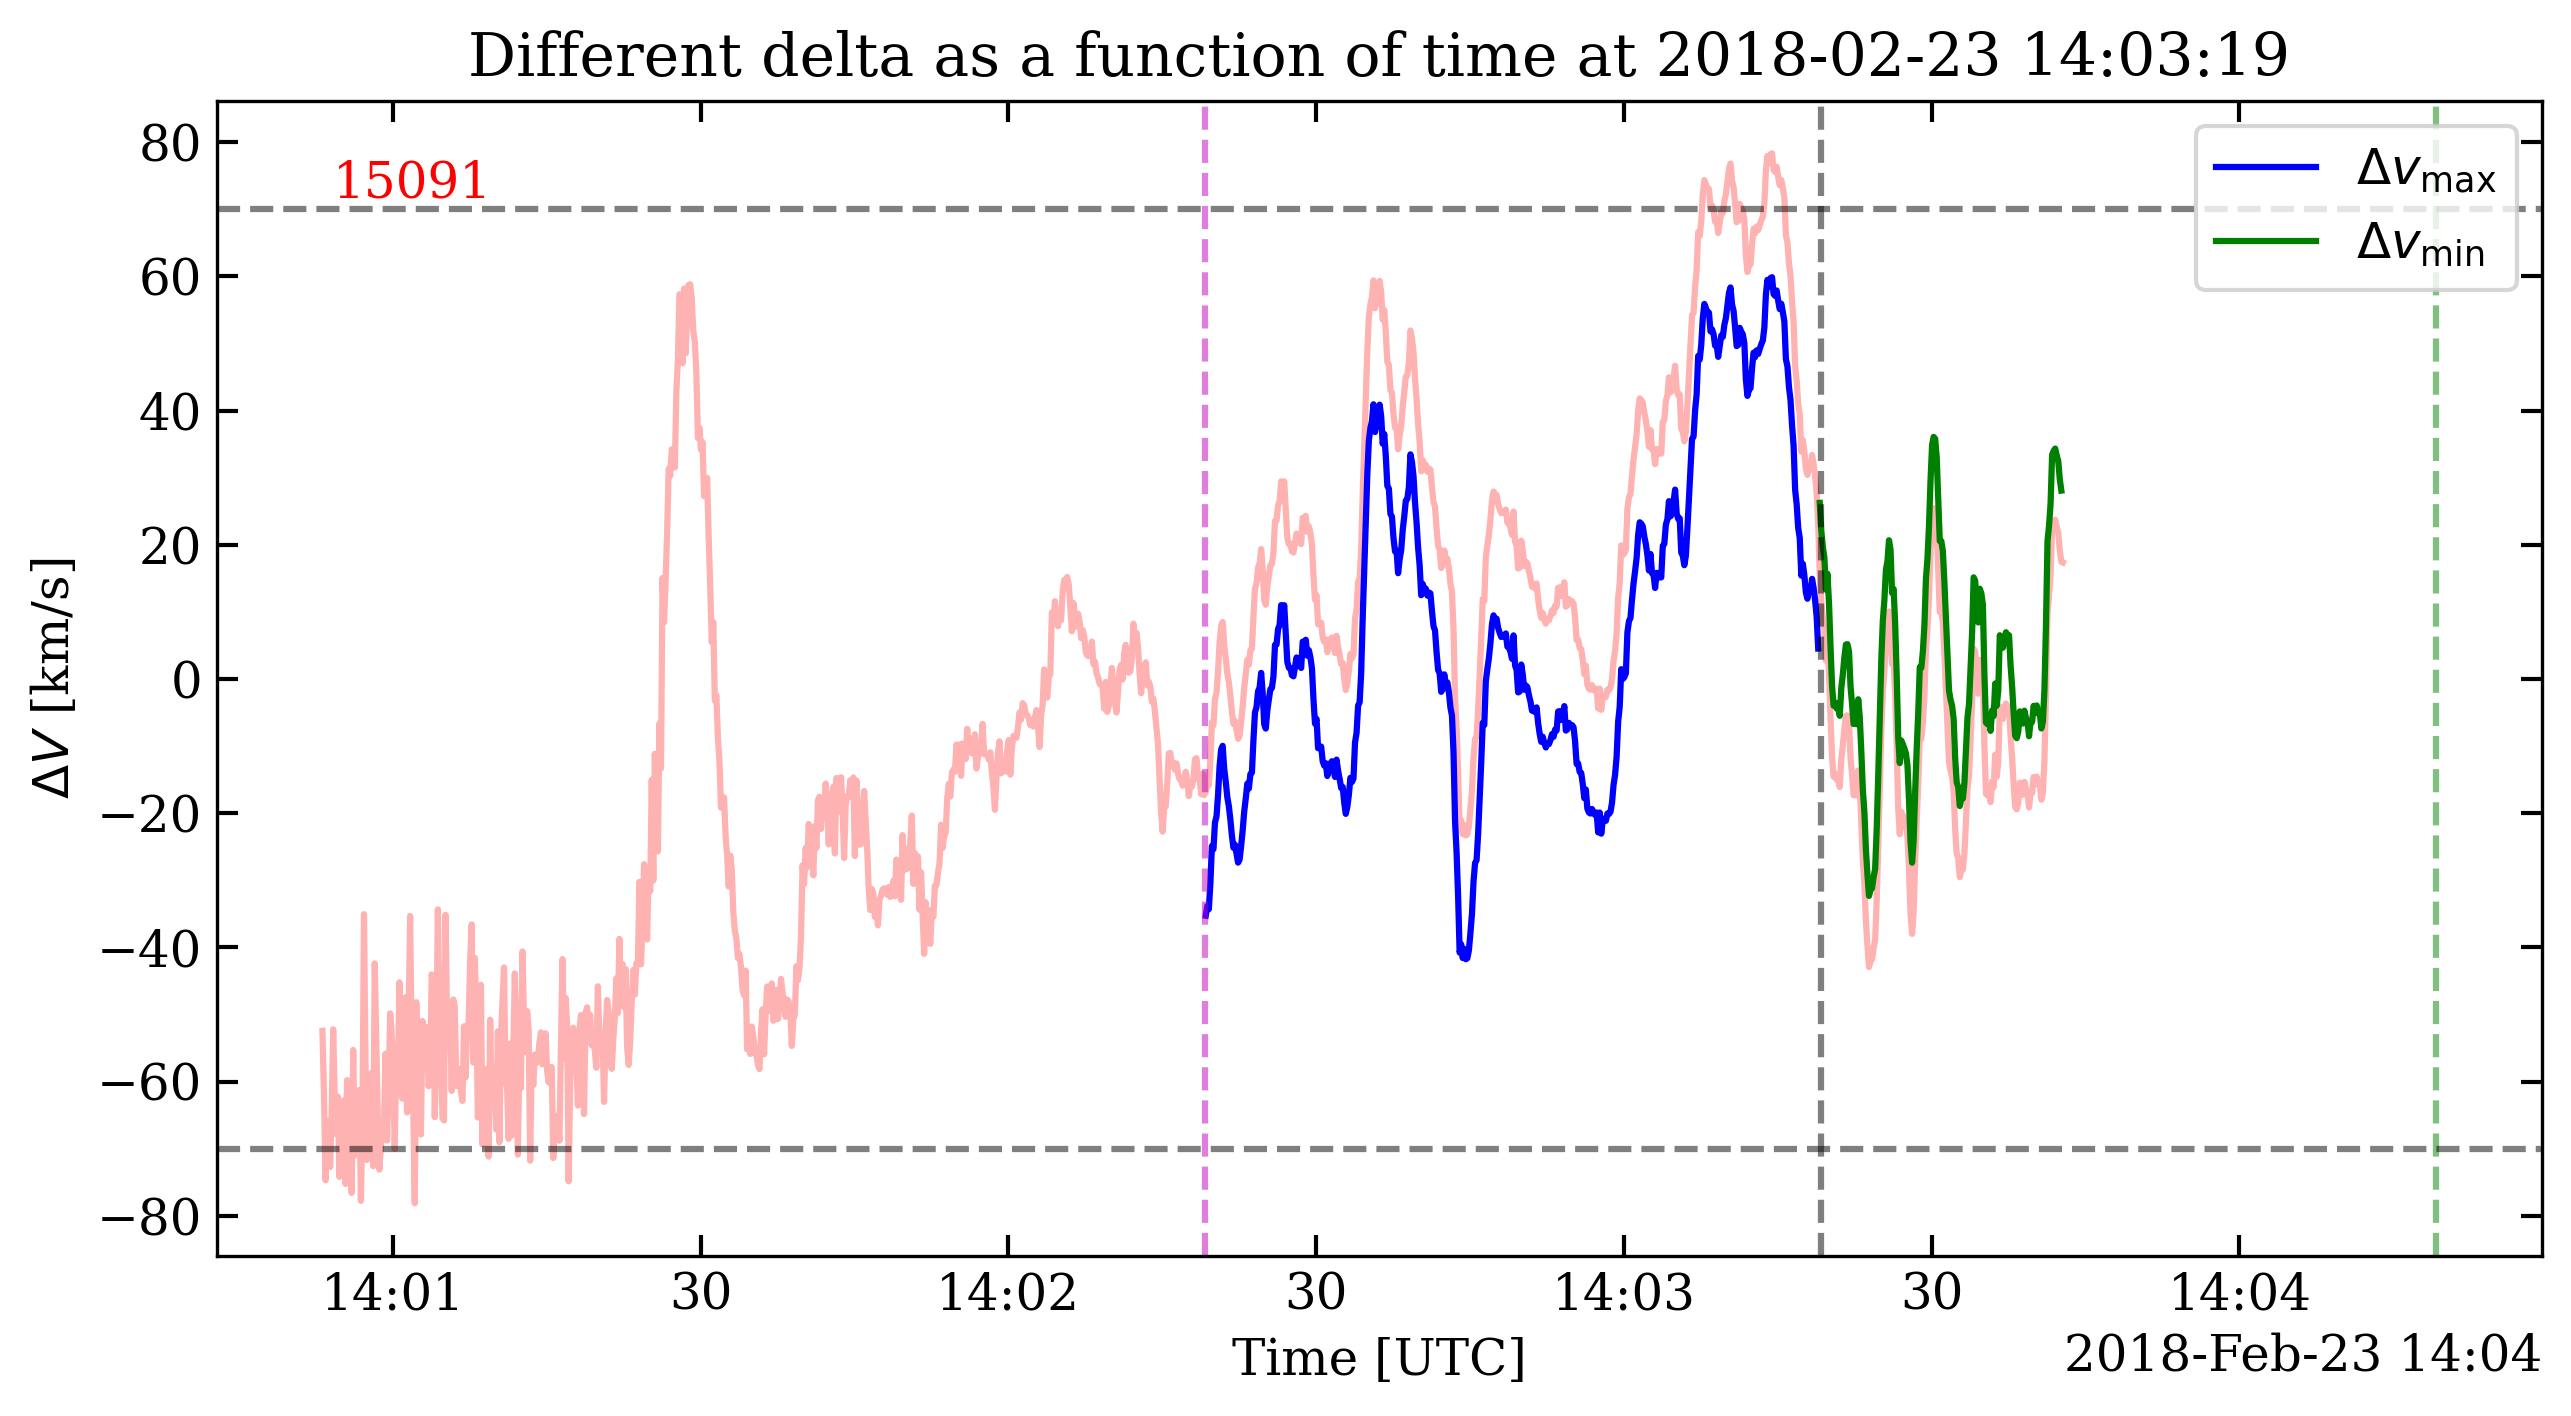 Different delta as a function of time at 2018-02-23 14:03:19
15091
Δv_max
Δv_min
80
60
40
20
0
−20
−40
−60
−80
ΔV [km/s]
14:01 30 14:02 30 14:03 30 14:04
Time [UTC]
2018-Feb-23 14:04